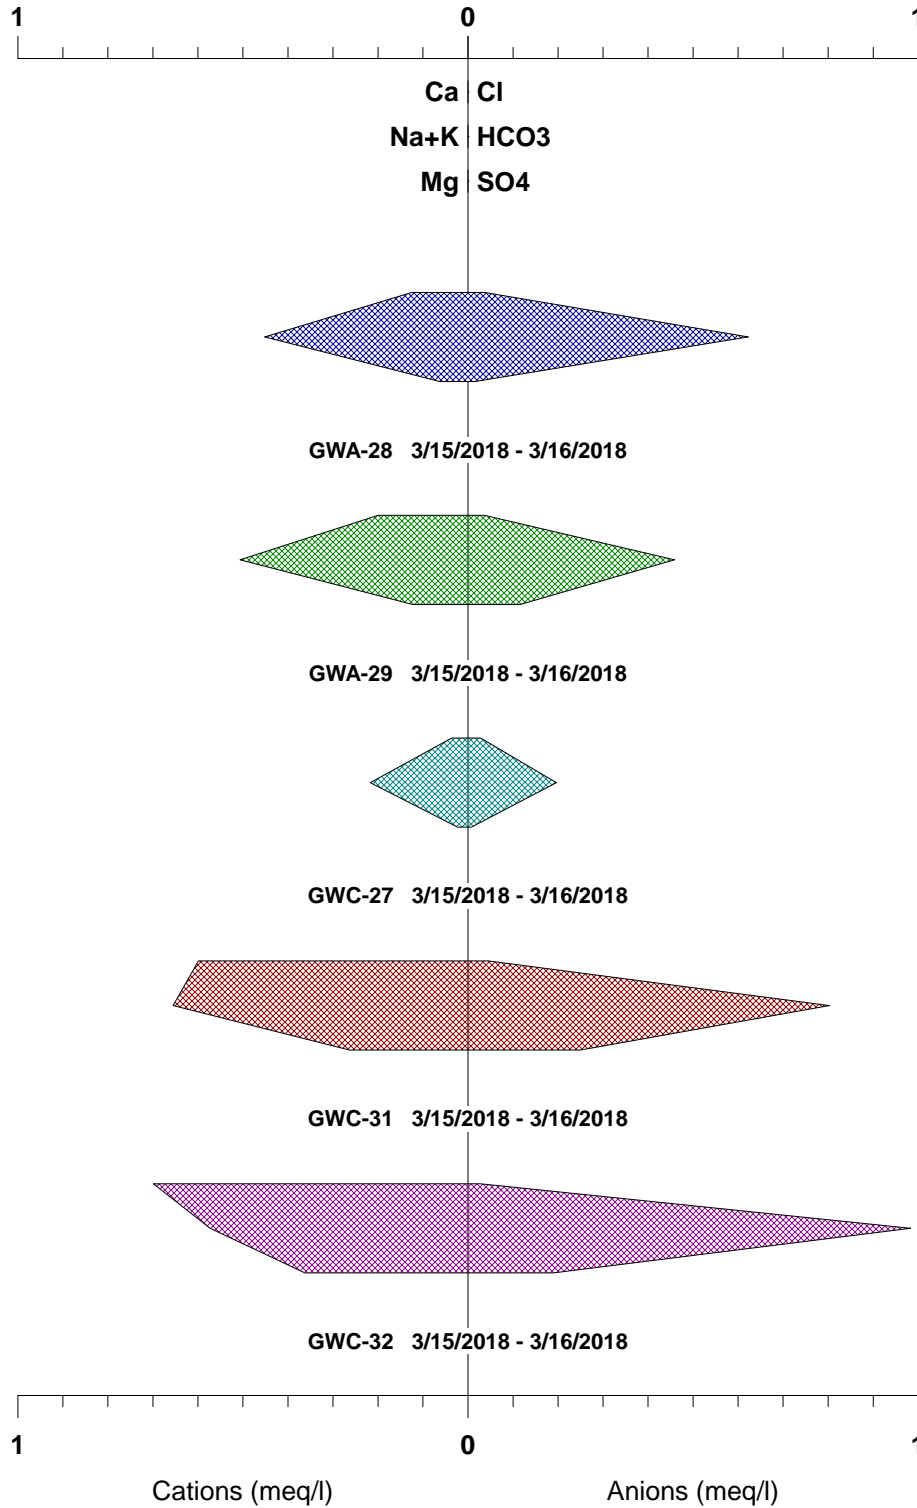 1 0 1
Ca Cl
Na+K HCO3
Mg SO4
GWA-28 3/15/2018 - 3/16/2018
GWA-29 3/15/2018 - 3/16/2018
GWC-27 3/15/2018 - 3/16/2018
GWC-31 3/15/2018 - 3/16/2018
GWC-32 3/15/2018 - 3/16/2018
1 0 1
Cations (meq/l) Anions (meq/l)